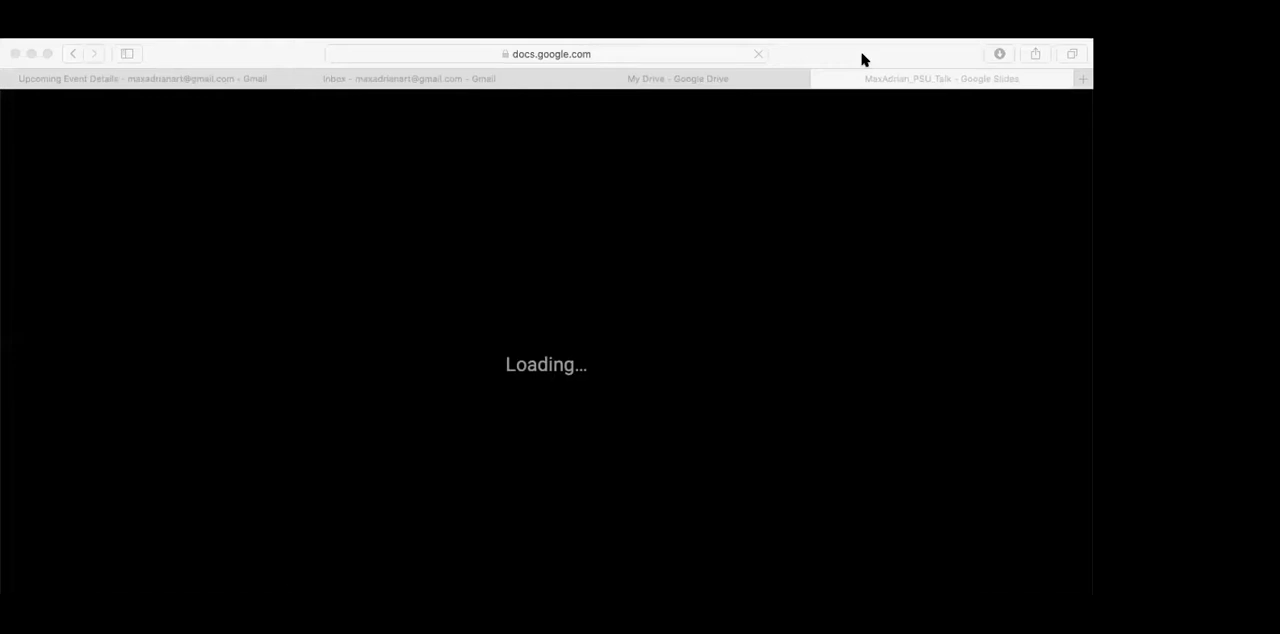 docs.google.com
Upcoming Event Details - maxadrianart@gmail.com - Gmail
Inbox - maxadrianart@gmail.com - Gmail
My Drive - Google Drive
MaxAdrian_PSU_Talk - Google Slides
Loading...